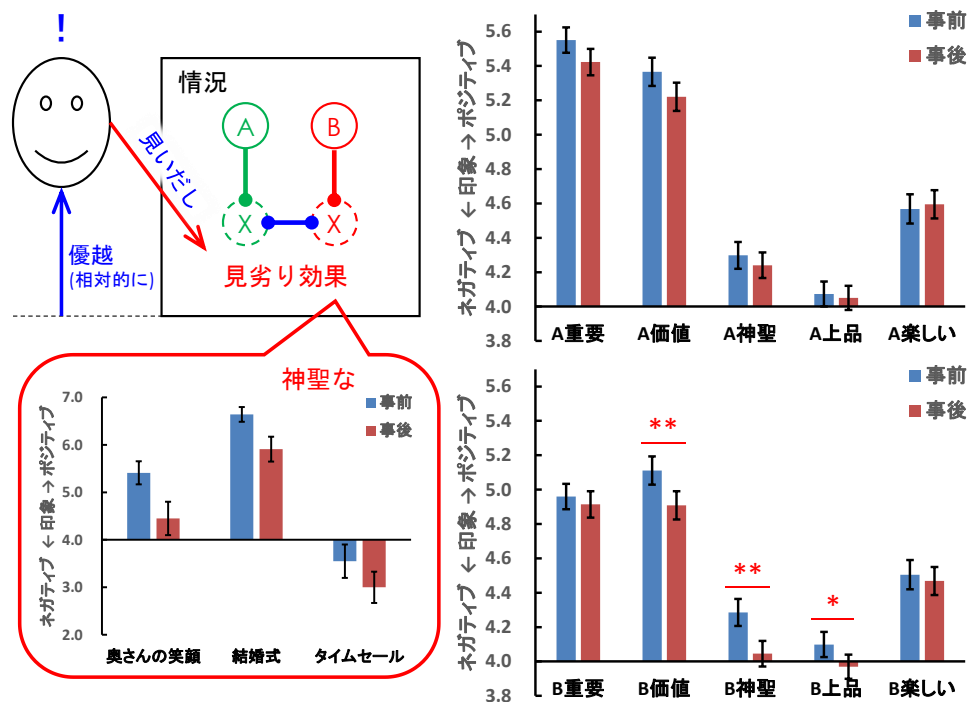 !
情況
A
B
X
X
見いだし
優越
(相対的に)
見劣り効果
神聖な
7.0
6.0
5.0
4.0
3.0
2.0
ネガティブ ← 印象 → ポジティブ
事前
事後
奥さんの笑顔
結婚式
タイムセール
5.6
5.4
5.2
5.0
4.8
4.6
4.4
4.2
4.0
3.8
ネガティブ ← 印象 → ポジティブ
事前
事後
A重要
A価値
A神聖
A上品
A楽しい
5.6
5.4
5.2
5.0
4.8
4.6
4.4
4.2
4.0
3.8
ネガティブ ← 印象 → ポジティブ
事前
事後
**
**
*
B重要
B価値
B神聖
B上品
B楽しい